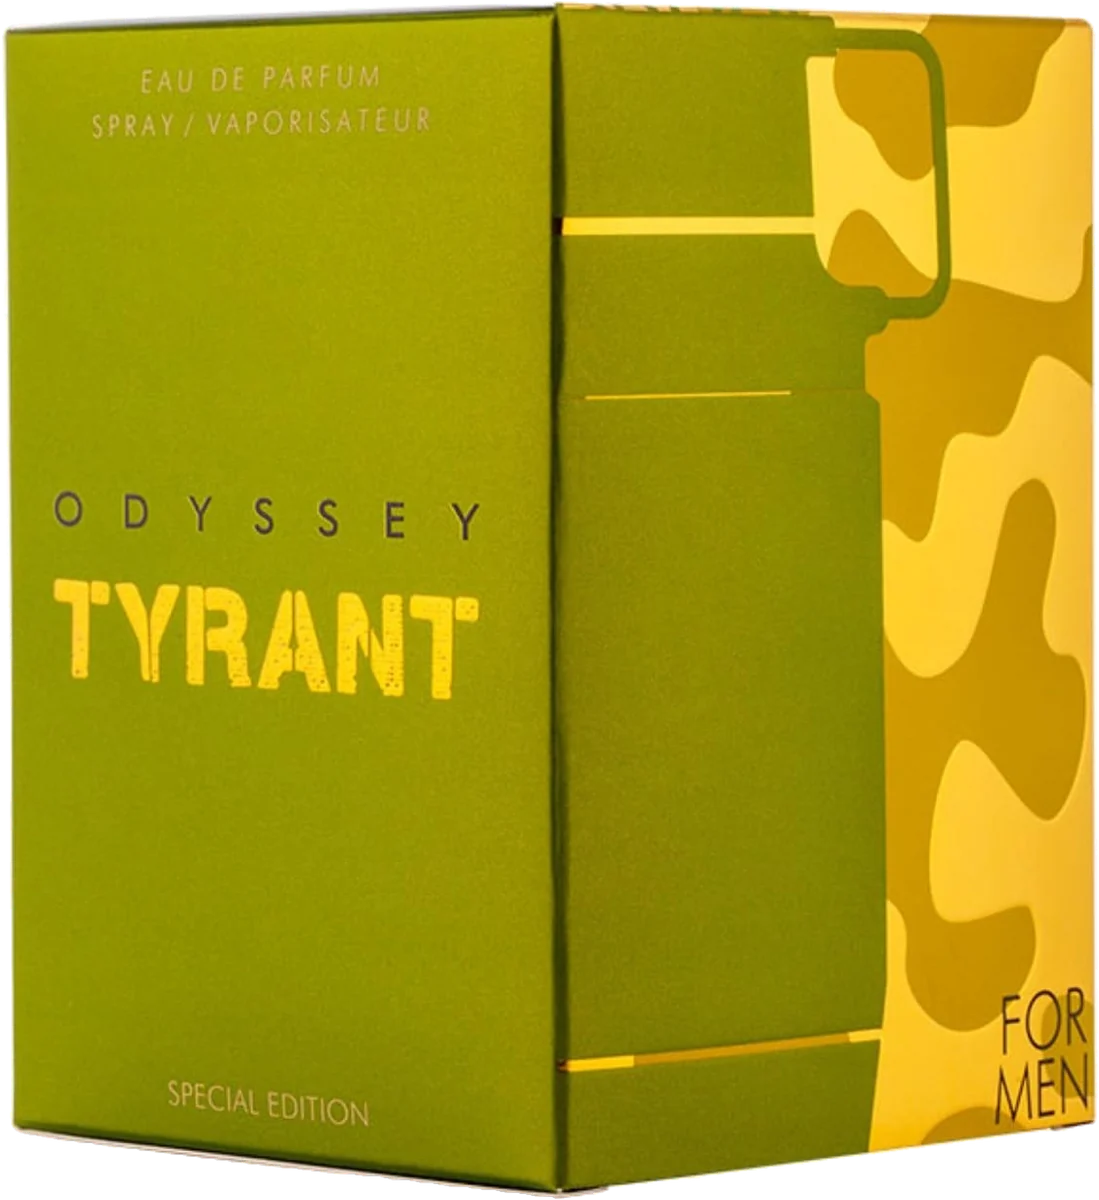 EAU DE PARFUM
SPRAY / VAPORISATEUR
ODYSSEY
TYRANT
SPECIAL EDITION
FOR
MEN